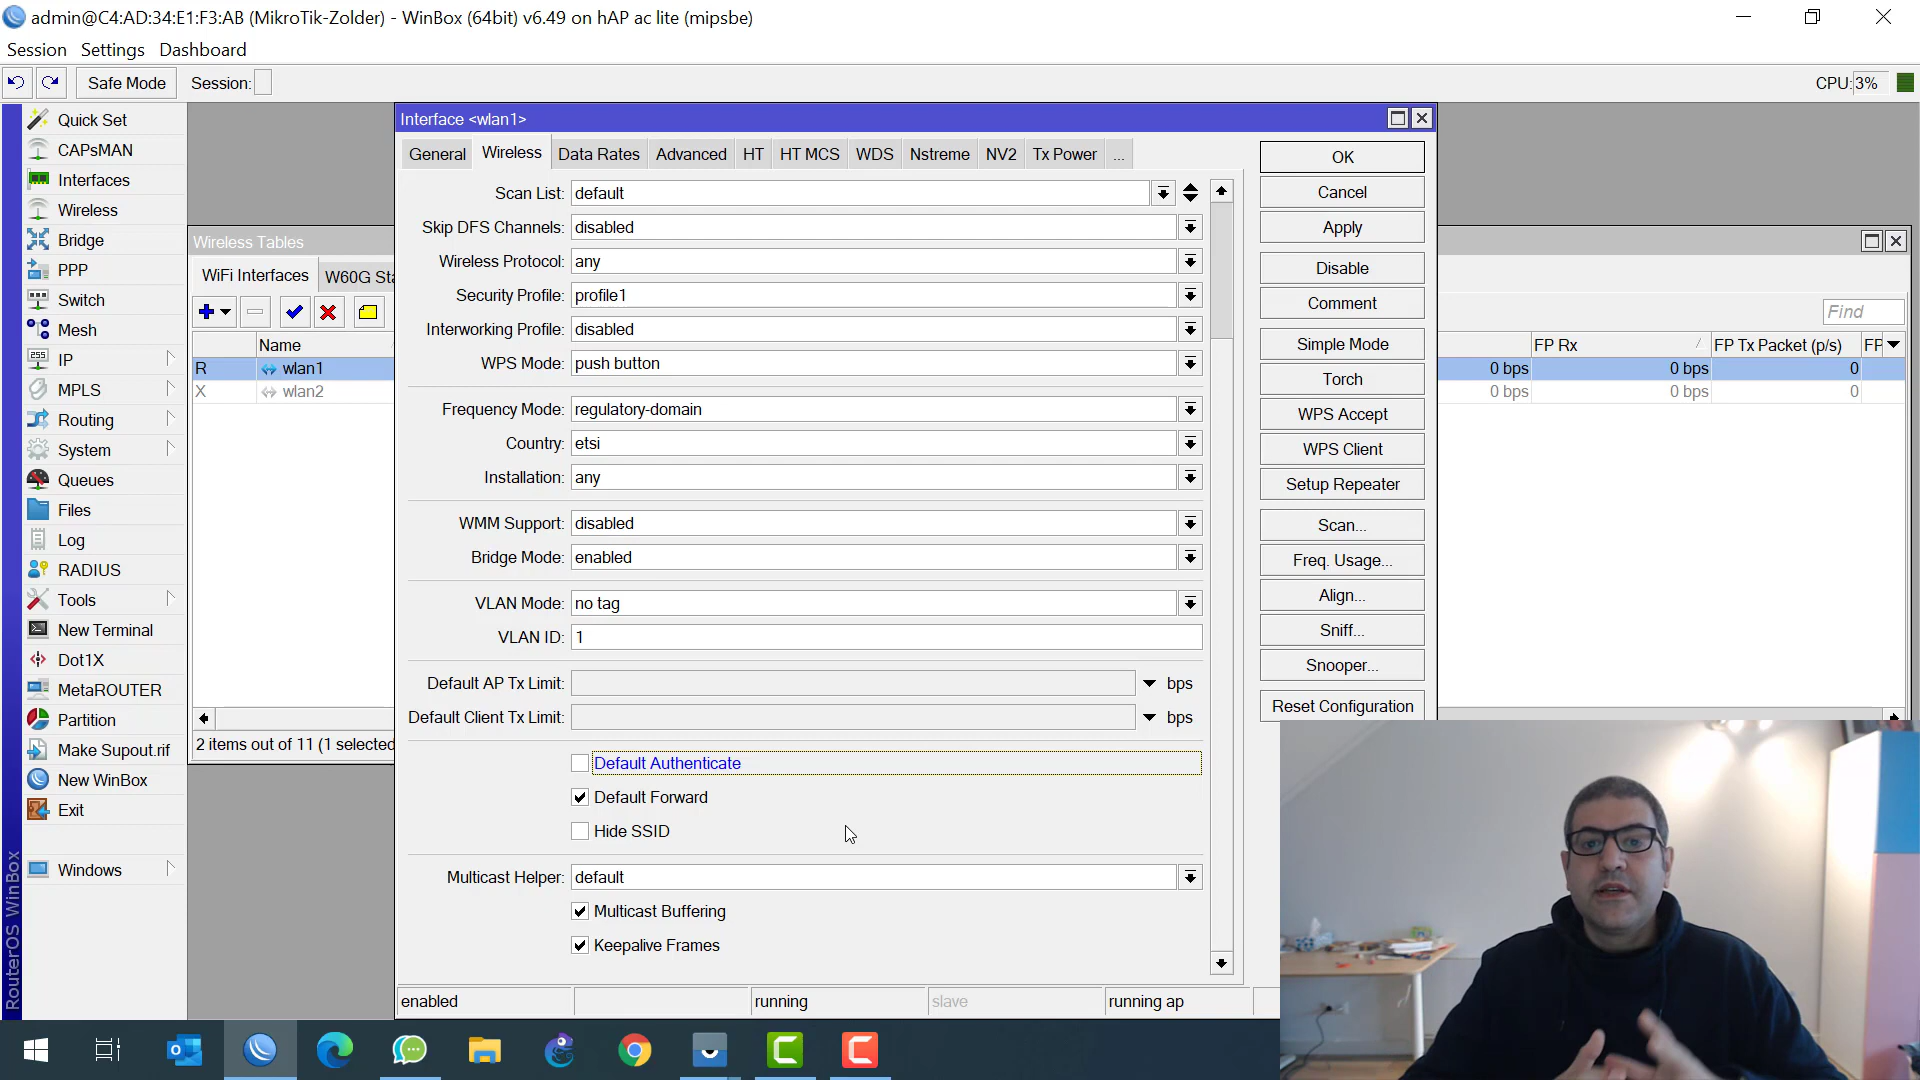 admin@C4:AD:34:E1:F3:AB (MikroTik-Zolder) - WinBox (64bit) v6.49 on hAP ac lite (mipsbe)
Session Settings Dashboard
Safe Mode Session: CPU: 3%
Quick Set
CAPsMAN
Interfaces
Wireless
Bridge
PPP
Switch
Mesh
IP
MPLS
Routing
System
Queues
Files
Log
RADIUS
Tools
New Terminal
Dot1X
MetaROUTER
Partition
Make Supout.rif
New WinBox
Exit
Windows
RouterOS WinBox
Wireless Tables
WiFi Interfaces W60G Sta
Find
Name FP Rx FP Tx Packet (p/s) FP
R wlan1 0 bps 0 bps 0
X wlan2 0 bps 0 bps 0
2 items out of 11 (1 selected
Interface <wlan1>
General Wireless Data Rates Advanced HT HT MCS WDS Nstreme NV2 Tx Power ...
Scan List: default
Skip DFS Channels: disabled
Wireless Protocol: any
Security Profile: profile1
Interworking Profile: disabled
WPS Mode: push button
Frequency Mode: regulatory-domain
Country: etsi
Installation: any
WMM Support: disabled
Bridge Mode: enabled
VLAN Mode: no tag
VLAN ID: 1
Default AP Tx Limit: bps
Default Client Tx Limit: bps
Default Authenticate
Default Forward
Hide SSID
Multicast Helper: default
Multicast Buffering
Keepalive Frames
enabled running slave running ap
OK
Cancel
Apply
Disable
Comment
Simple Mode
Torch
WPS Accept
WPS Client
Setup Repeater
Scan...
Freq. Usage...
Align...
Sniff...
Snooper...
Reset Configuration